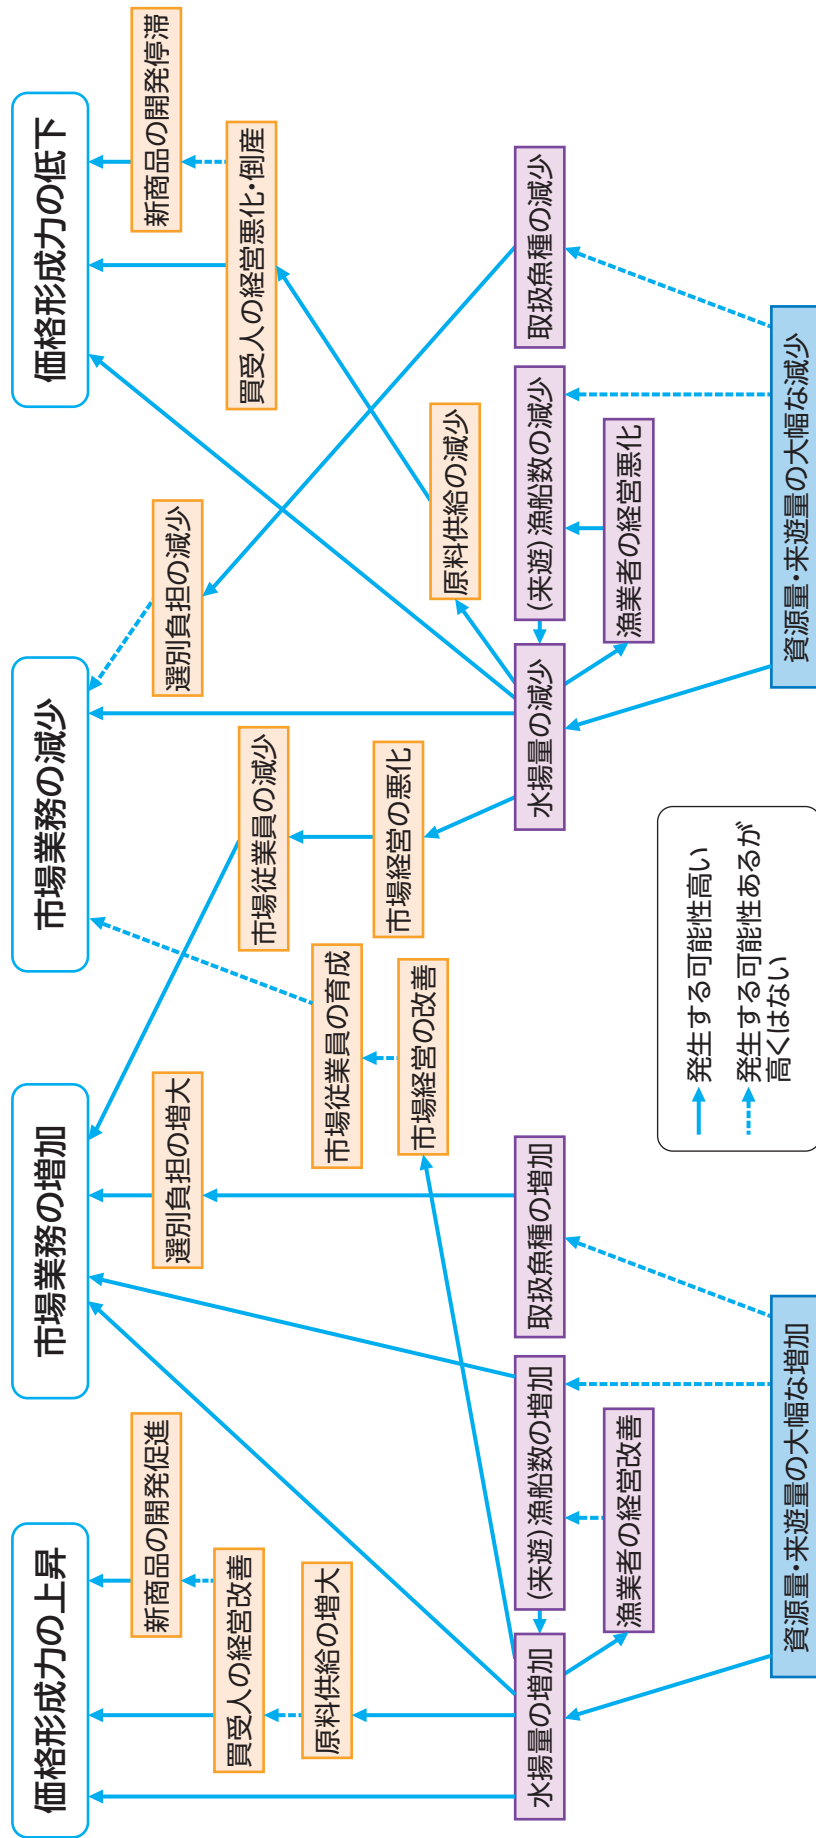 価格形成力の上昇
市場業務の増加
市場業務の減少
価格形成力の低下
新商品の開発促進
選別負担の増大
選別負担の減少
新商品の開発停滞
買受人の経営改善
市場従業員の減少
買受人の経営悪化・倒産
原料供給の増大
市場従業員の育成
市場経営の改善
市場経営の悪化
原料供給の減少
水揚量の増加
(来遊)漁船数の増加
取扱魚種の増加
水揚量の減少
(来遊)漁船数の減少
取扱魚種の減少
漁業者の経営改善
漁業者の経営悪化
資源量・来遊量の大幅な増加
資源量・来遊量の大幅な減少
発生する可能性高い
発生する可能性あるが
高くはない